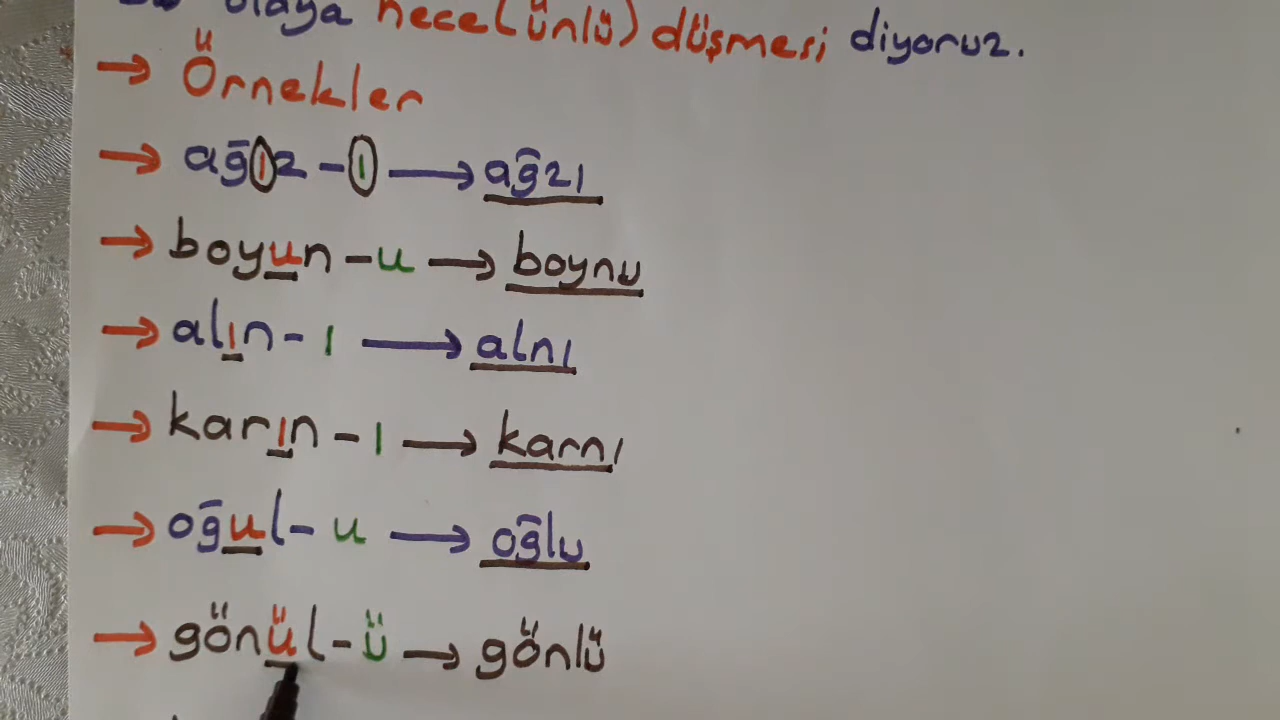 olaya hece(ünlü) düşmesi diyoruz.
→ Örnekler
→ ağız - ı → ağzı
→ boyun - u → boynu
→ alın - ı → alnı
→ karın - ı → karnı
→ oğul - u → oğlu
→ gönül - ü → gönlü